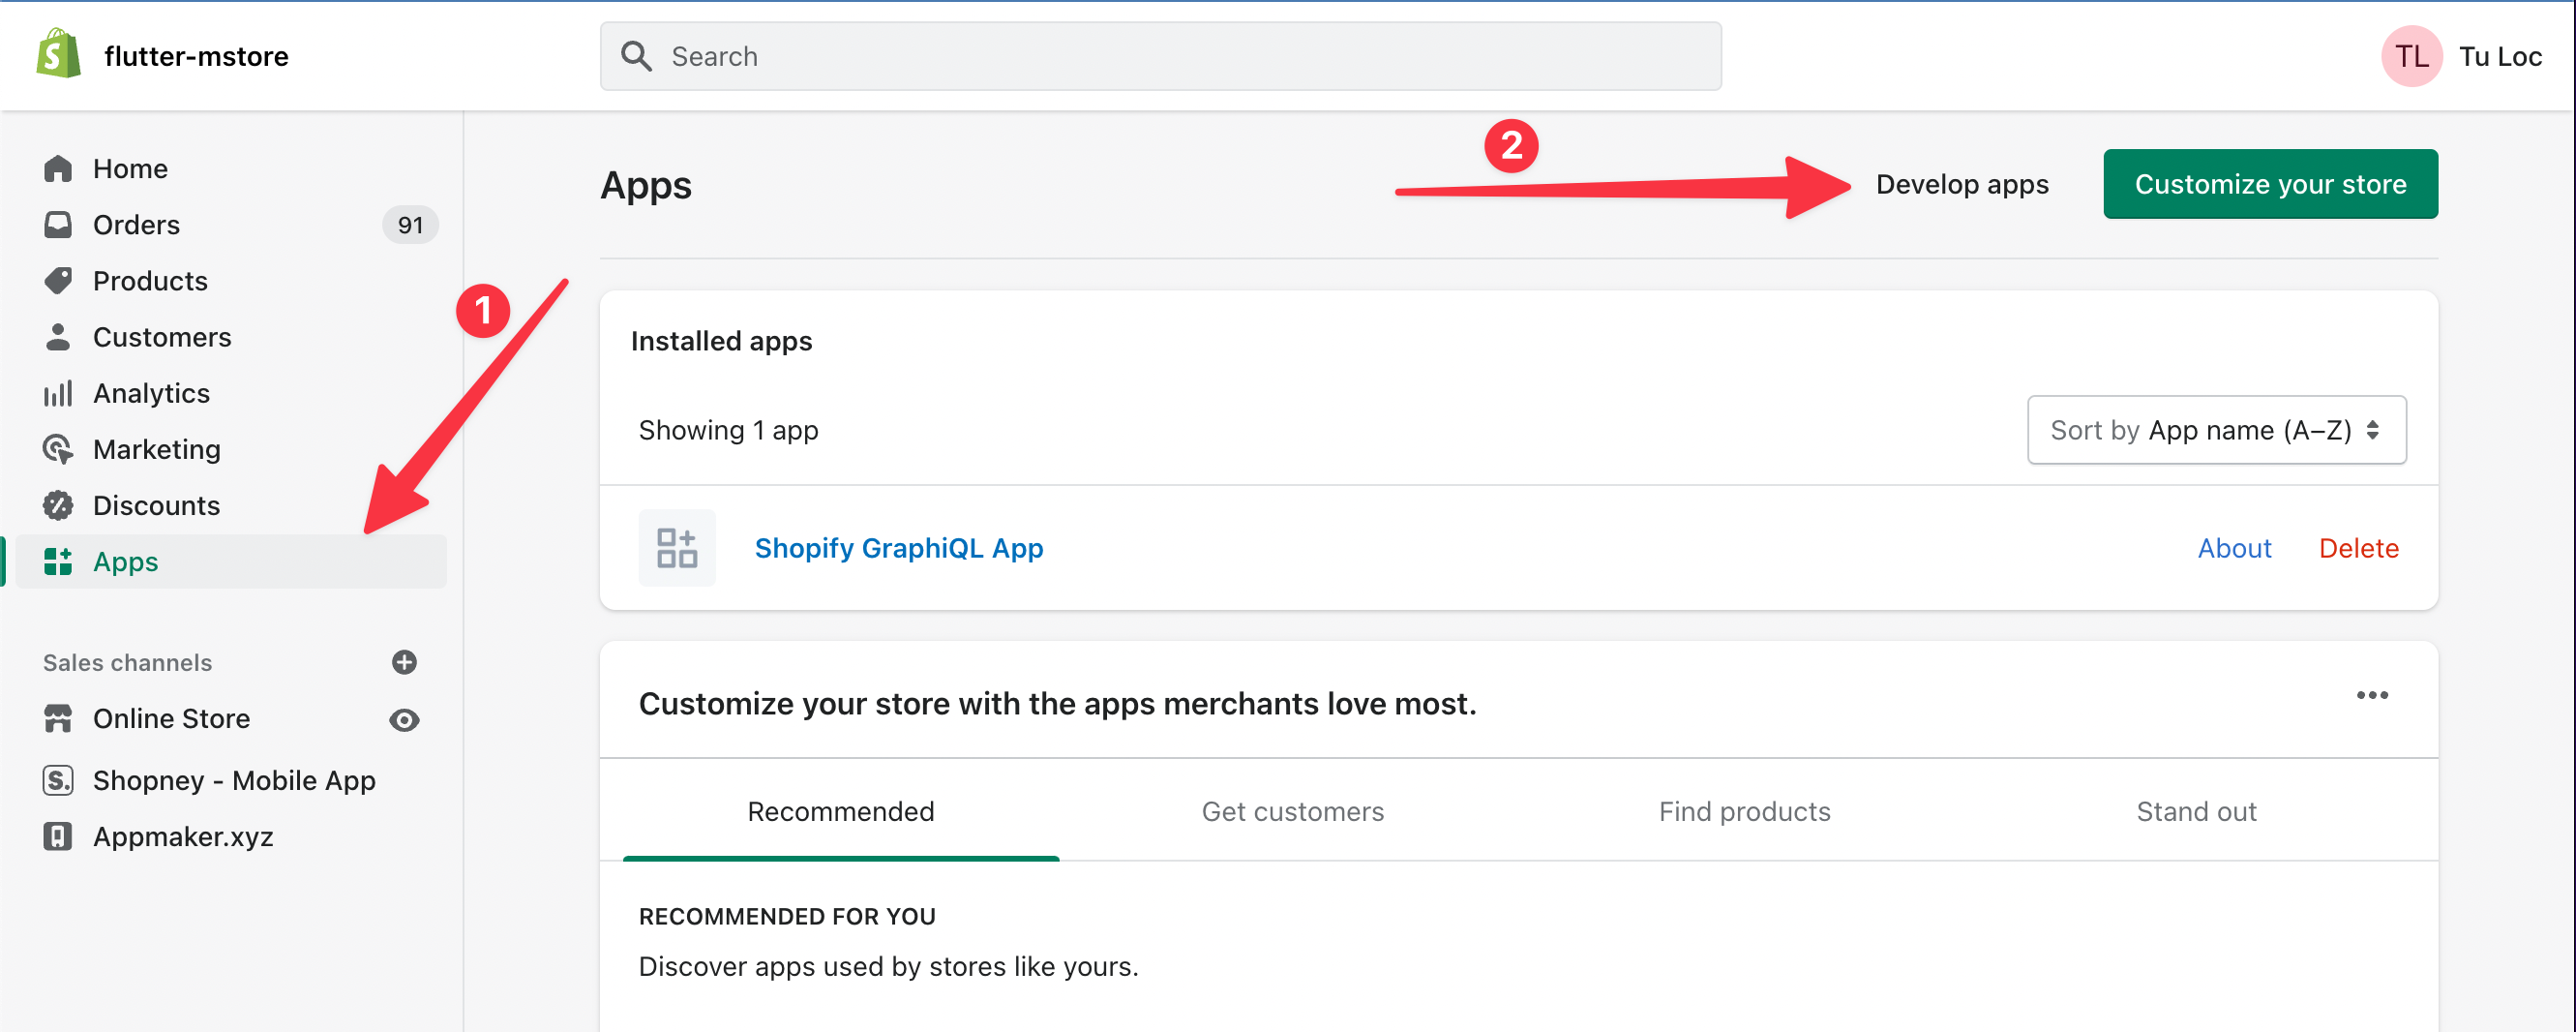 flutter-mstore
Search
TL
Tu Loc
Home
Orders
91
Products
Customers
Analytics
Marketing
Discounts
Apps
Sales channels
Online Store
S.
Shopney - Mobile App
Appmaker.xyz
1
Apps
2
Develop apps
Customize your store
Installed apps
Showing 1 app
Sort by App name (A–Z)
Shopify GraphiQL App
About
Delete
Customize your store with the apps merchants love most.
Recommended
Get customers
Find products
Stand out
RECOMMENDED FOR YOU
Discover apps used by stores like yours.